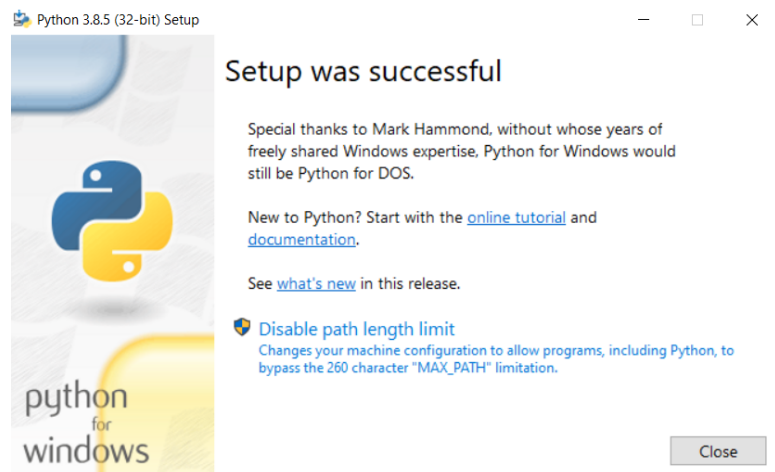 Python 3.8.5 (32-bit) Setup
Setup was successful
Special thanks to Mark Hammond, without whose years of
freely shared Windows expertise, Python for Windows would
still be Python for DOS.
New to Python? Start with the online tutorial and
documentation.
See what's new in this release.
Disable path length limit
Changes your machine configuration to allow programs, including Python, to
bypass the 260 character "MAX_PATH" limitation.
python
for
windows
Close